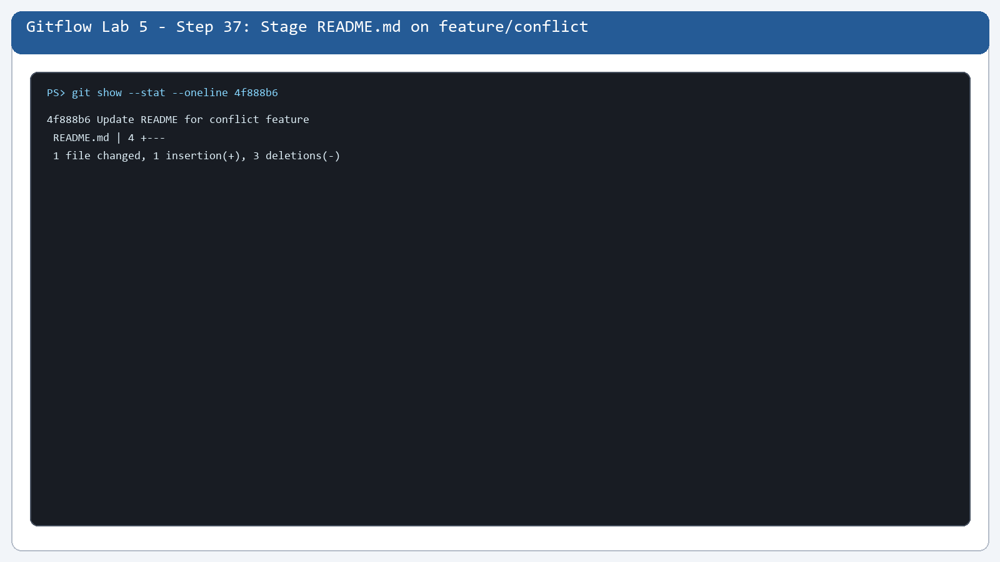 Gitflow Lab 5 - Step 37: Stage README.md on feature/conflict
PS> git show --stat --oneline 4f888b6
4f888b6 Update README for conflict feature
README.md | 4 +---
1 file changed, 1 insertion(+), 3 deletions(-)